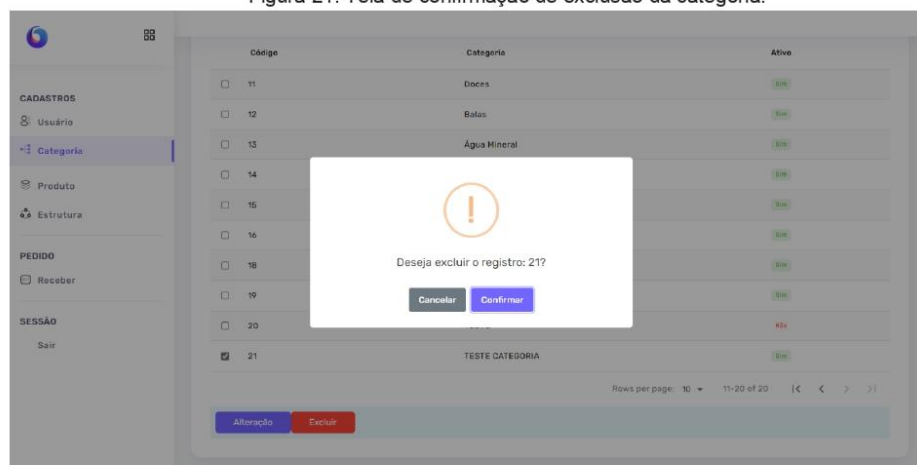 Figura 21: Tela de confirmação de exclusão da categoria.
Código Categoria Ativo
CADASTROS
Usuário
Categoria
Produto
Estrutura
PEDIDO
Receber
SESSÃO
Sair
11 Doces Sim
12 Balas Sim
13 Água Mineral Sim
14 Sim
15 Sim
16 Sim
18 Sim
19 Sim
20 Não
21 TESTE CATEGORIA Sim
Deseja excluir o registro: 21?
Cancelar Confirmar
Rows per page: 10 11-20 of 20
Alteração Excluir